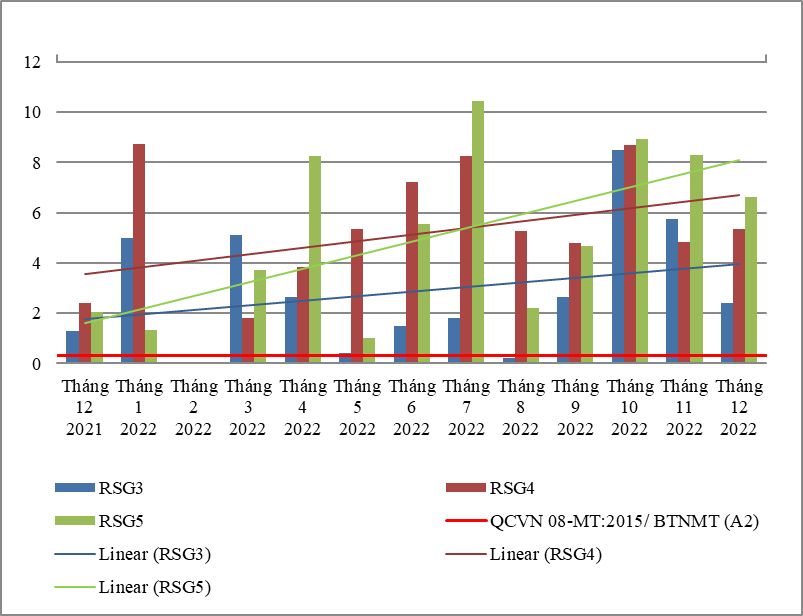 12
10
8
6
4
2
0
Tháng Tháng Tháng Tháng Tháng Tháng Tháng Tháng Tháng Tháng Tháng Tháng Tháng
12 1 2 3 4 5 6 7 8 9 10 11 12
2021 2022 2022 2022 2022 2022 2022 2022 2022 2022 2022 2022 2022
RSG3 RSG4
RSG5 QCVN 08-MT:2015/ BTNMT (A2)
Linear (RSG3) Linear (RSG4)
Linear (RSG5)